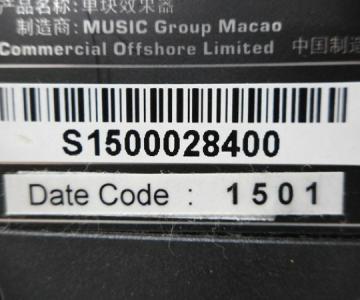 产品名称: 单块效果器
制造商: MUSIC Group Macao
Commercial Offshore Limited 中国制造
S1500028400
Date Code : 1501